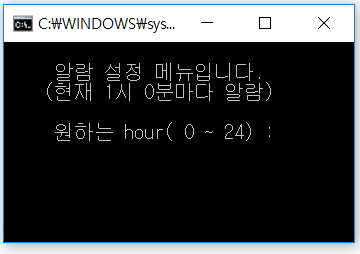 C:₩WINDOWS₩sys...
알람 설정 메뉴입니다.
(현재 1시 0분마다 알람)
원하는 hour( 0 ~ 24) :